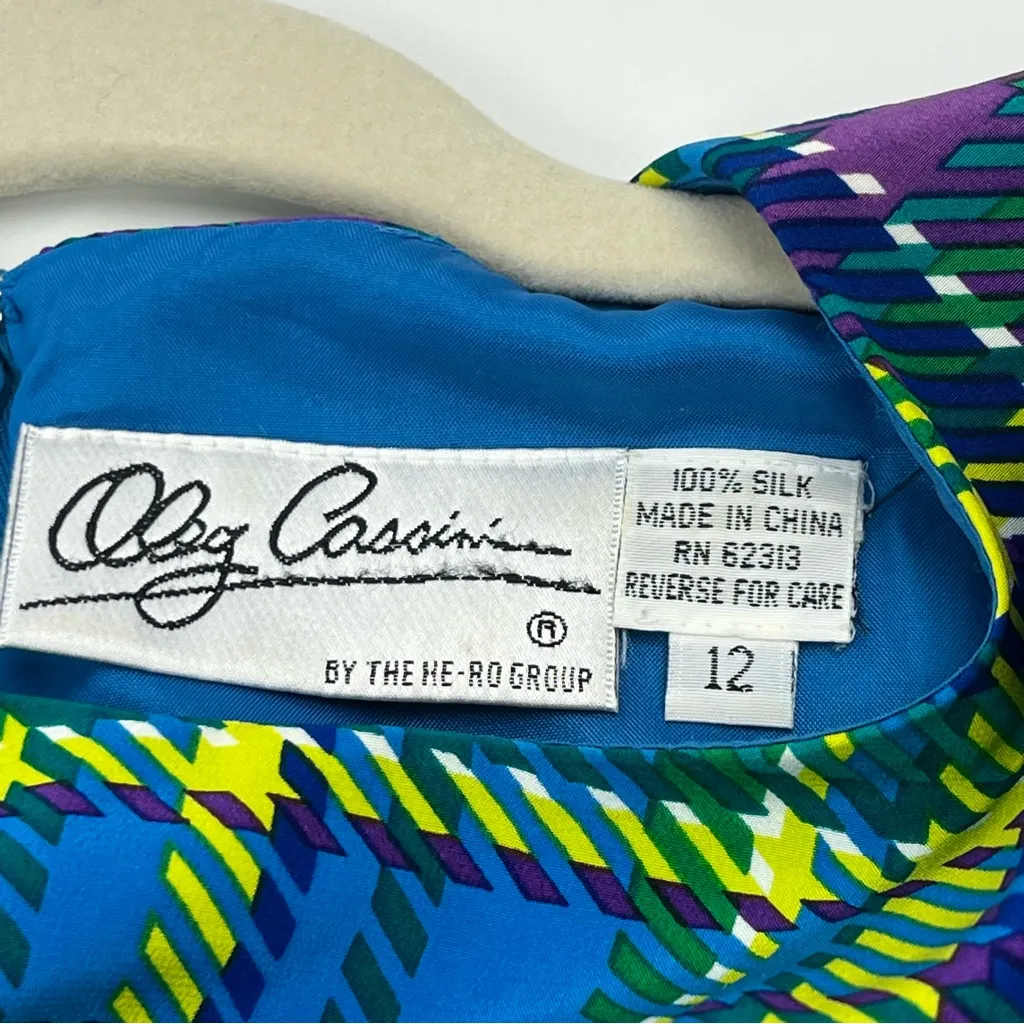 Oleg Cassini
®
BY THE HE-RO GROUP
100% SILK
MADE IN CHINA
RN 62313
REVERSE FOR CARE
12